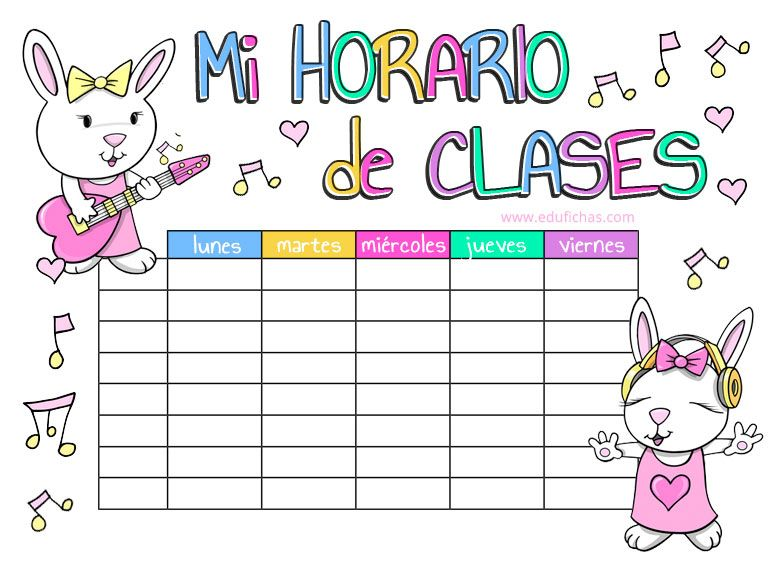 Mi HORARIO
de CLASES
www.edufichas.com
lunes martes miércoles jueves viernes